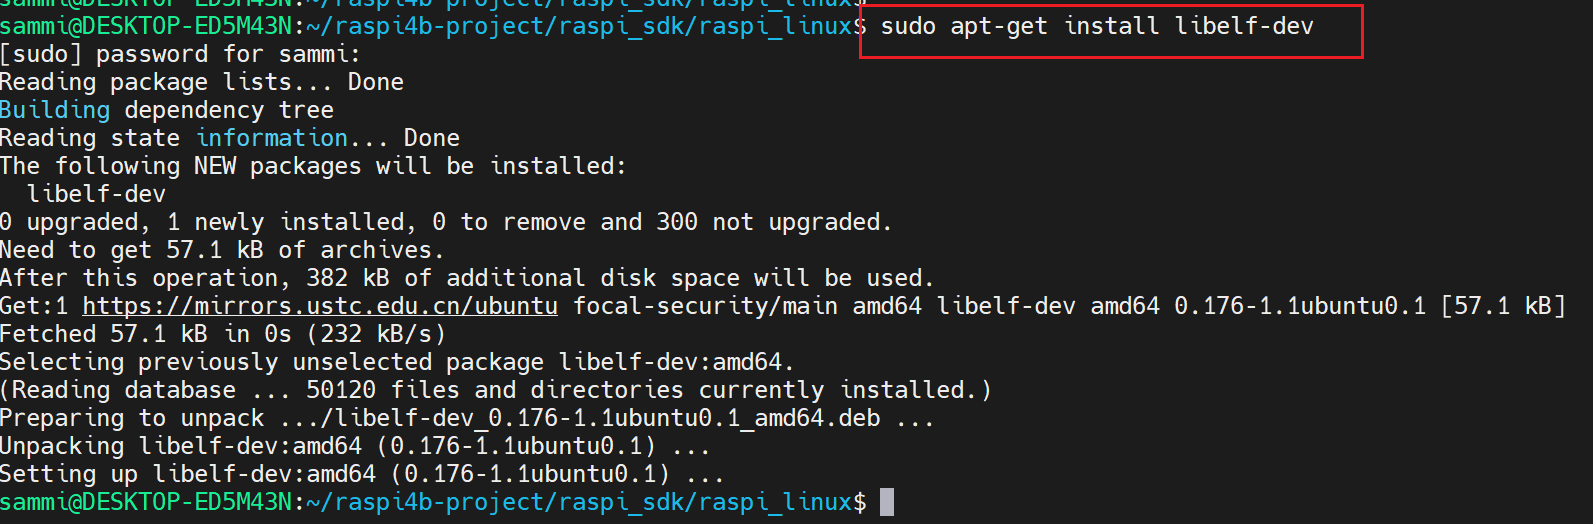 sammi@DESKTOP-ED5M43N:~/raspi4b-project/raspi_sdk/raspi_linux$
sammi@DESKTOP-ED5M43N:~/raspi4b-project/raspi_sdk/raspi_linux$ sudo apt-get install libelf-dev
[sudo] password for sammi:
Reading package lists... Done
Building dependency tree
Reading state information... Done
The following NEW packages will be installed:
  libelf-dev
0 upgraded, 1 newly installed, 0 to remove and 300 not upgraded.
Need to get 57.1 kB of archives.
After this operation, 382 kB of additional disk space will be used.
Get:1 https://mirrors.ustc.edu.cn/ubuntu focal-security/main amd64 libelf-dev amd64 0.176-1.1ubuntu0.1 [57.1 kB]
Fetched 57.1 kB in 0s (232 kB/s)
Selecting previously unselected package libelf-dev:amd64.
(Reading database ... 50120 files and directories currently installed.)
Preparing to unpack .../libelf-dev_0.176-1.1ubuntu0.1_amd64.deb ...
Unpacking libelf-dev:amd64 (0.176-1.1ubuntu0.1) ...
Setting up libelf-dev:amd64 (0.176-1.1ubuntu0.1) ...
sammi@DESKTOP-ED5M43N:~/raspi4b-project/raspi_sdk/raspi_linux$